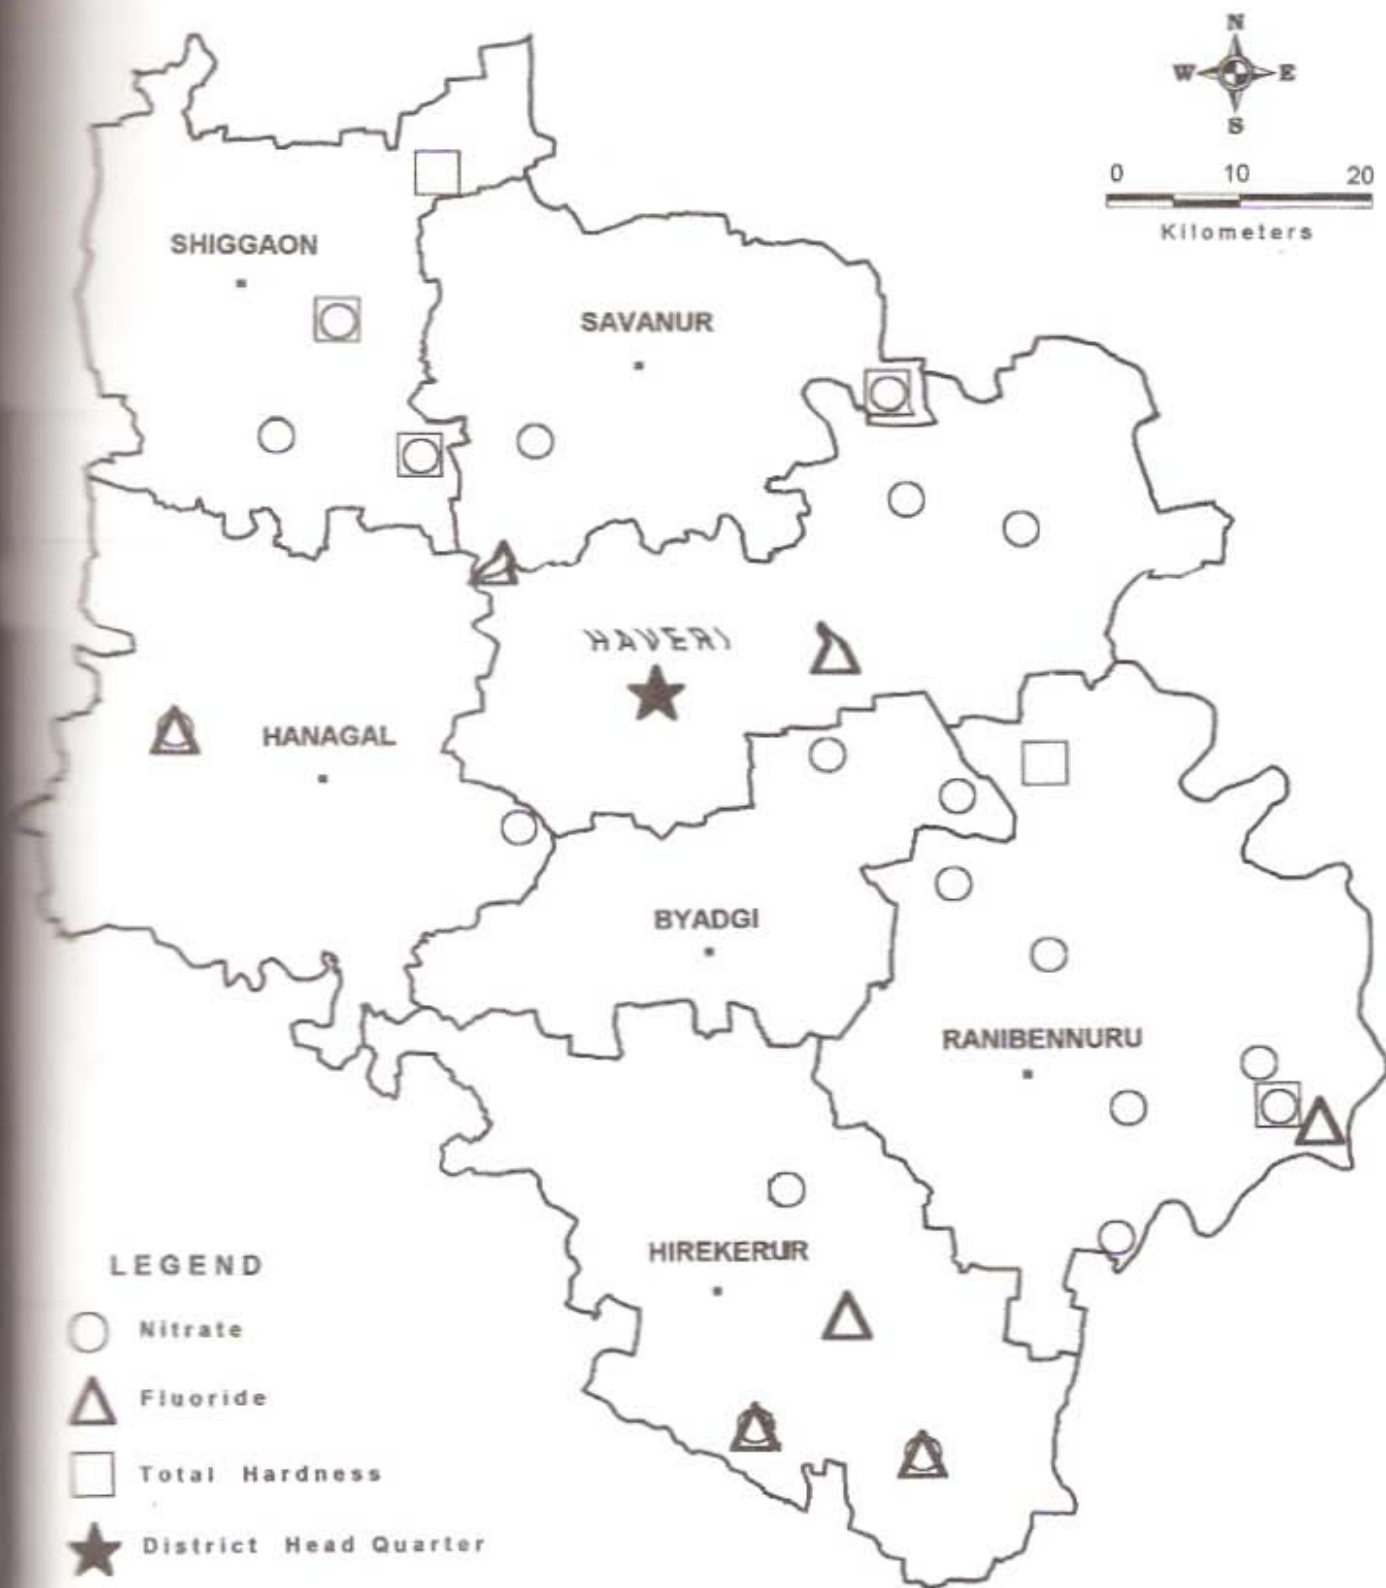 N
W E
S
0 10 20
Kilometers
SHIGGAON
SAVANUR
HAVERI
HANAGAL
BYADGI
RANIBENNURU
HIREKERUR
LEGEND
Nitrate
Fluoride
Total Hardness
District Head Quarter